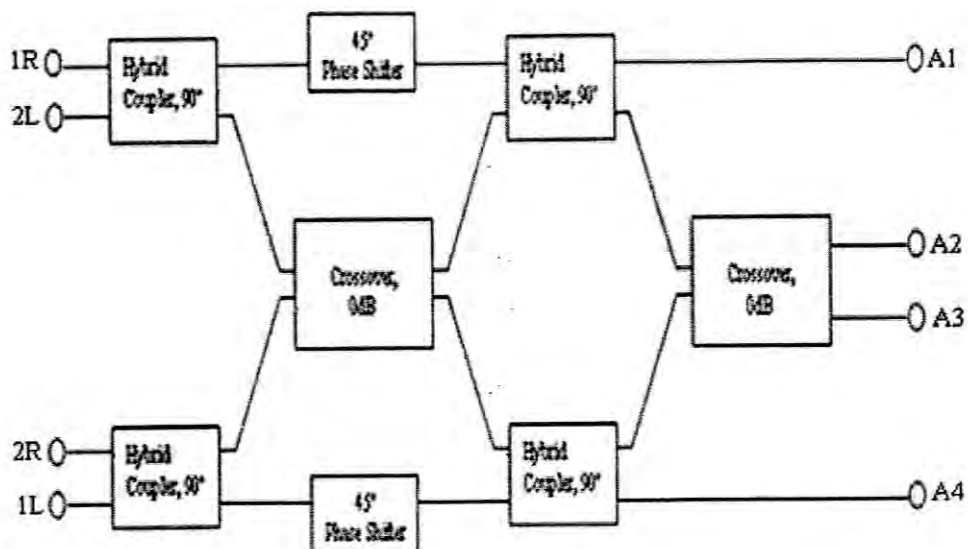 1R
2L
Hybrid
Coupler, 90°
45°
Phase Shifter
Hybrid
Coupler, 90°
A1
Crossover,
0dB
Crossover,
0dB
A2
A3
2R
1L
Hybrid
Coupler, 90°
45°
Phase Shifter
Hybrid
Coupler, 90°
A4